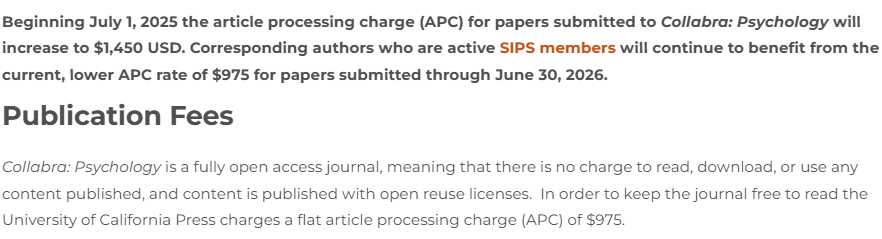 Beginning July 1, 2025 the article processing charge (APC) for papers submitted to Collabra: Psychology will
increase to $1,450 USD. Corresponding authors who are active SIPS members will continue to benefit from the
current, lower APC rate of $975 for papers submitted through June 30, 2026.
Publication Fees
Collabra: Psychology is a fully open access journal, meaning that there is no charge to read, download, or use any
content published, and content is published with open reuse licenses.  In order to keep the journal free to read the
University of California Press charges a flat article processing charge (APC) of $975.